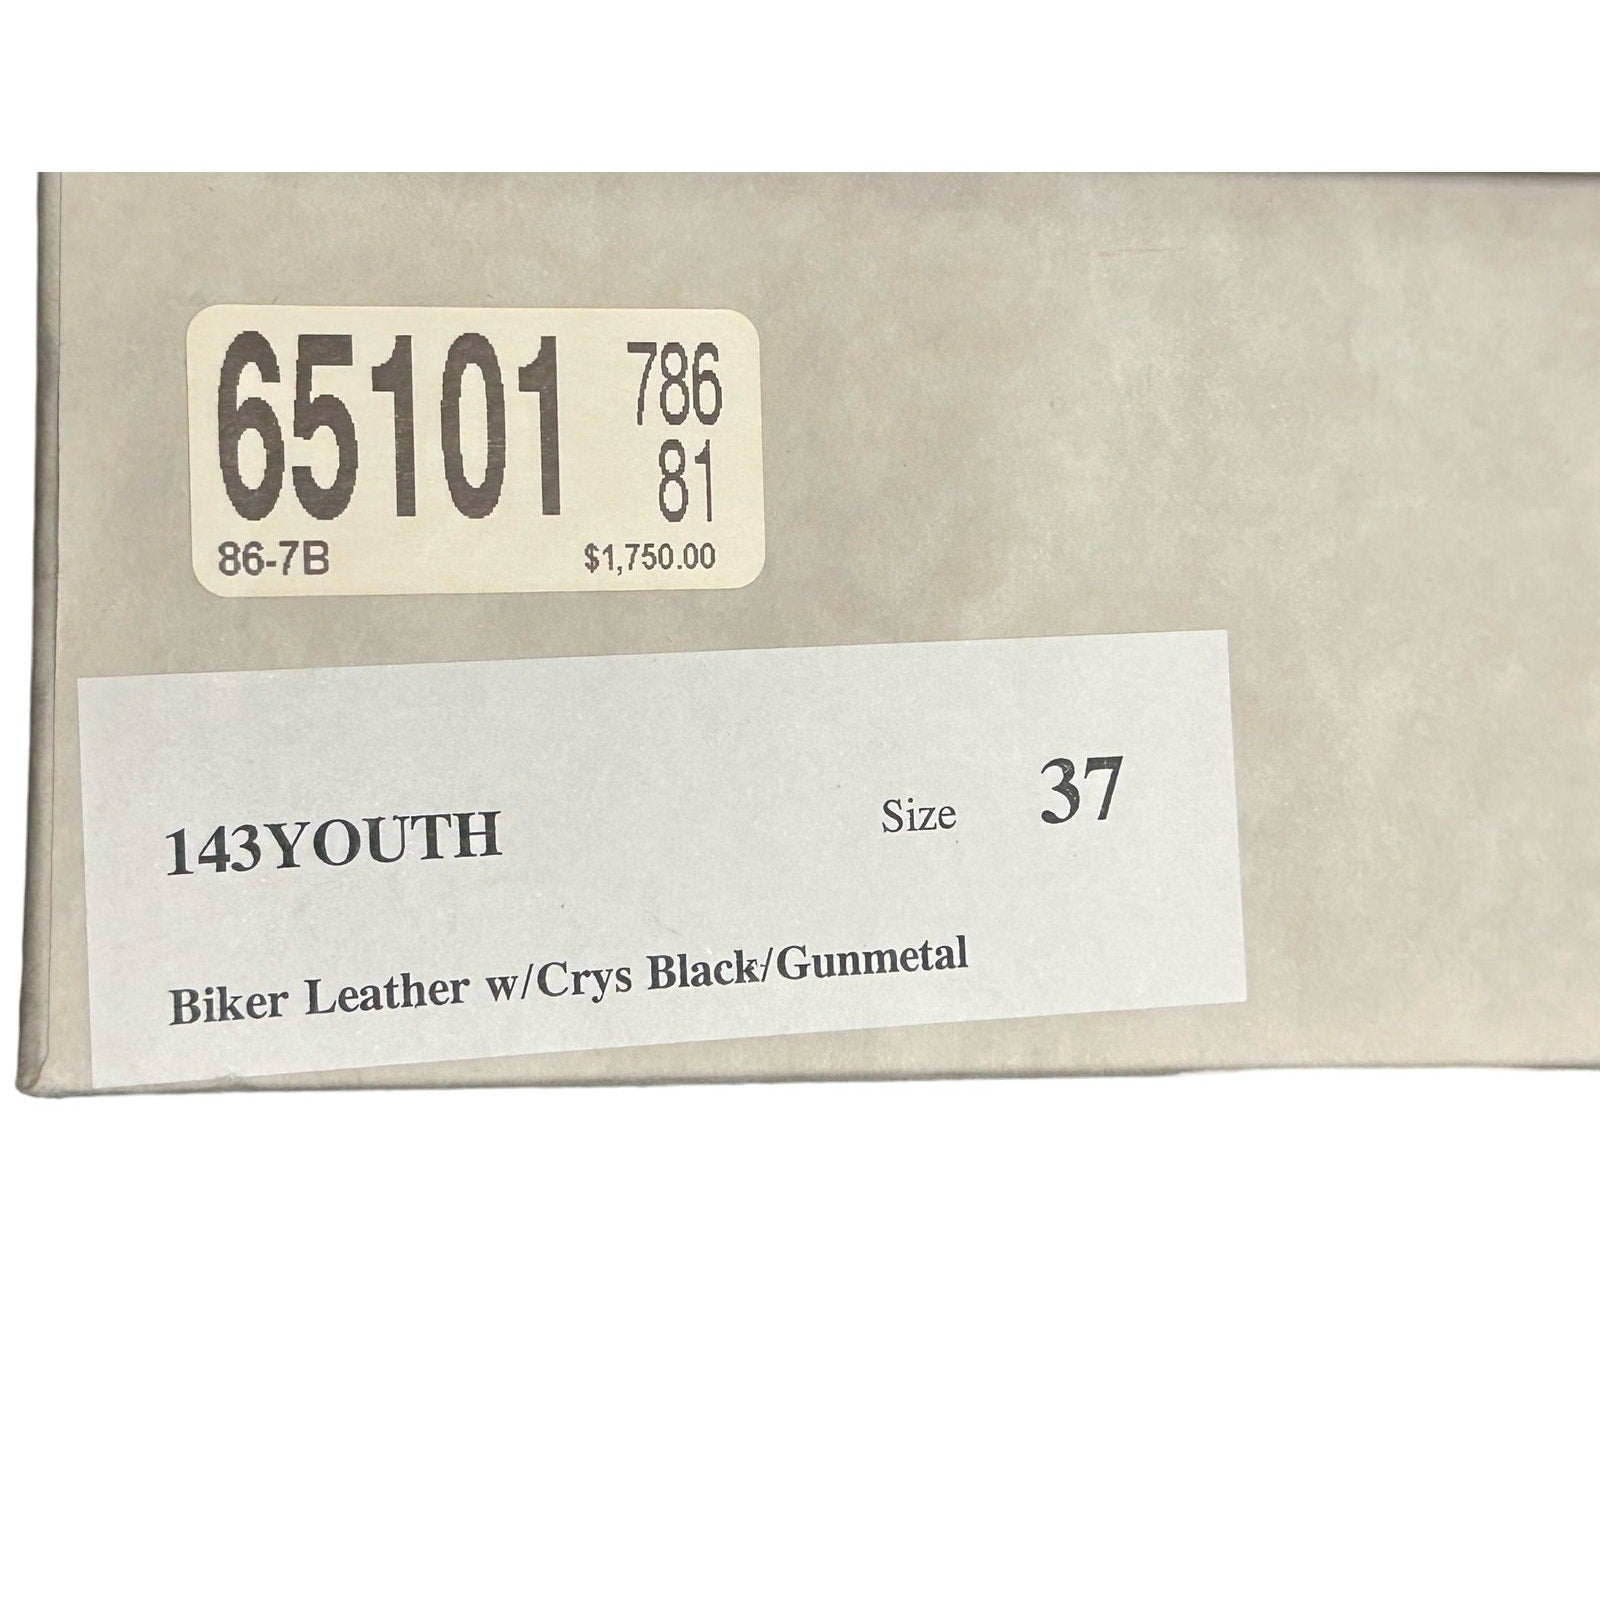 65101 786
81
86-7B $1,750.00
143YOUTH Size 37
Biker Leather w/Crys Black/Gunmetal